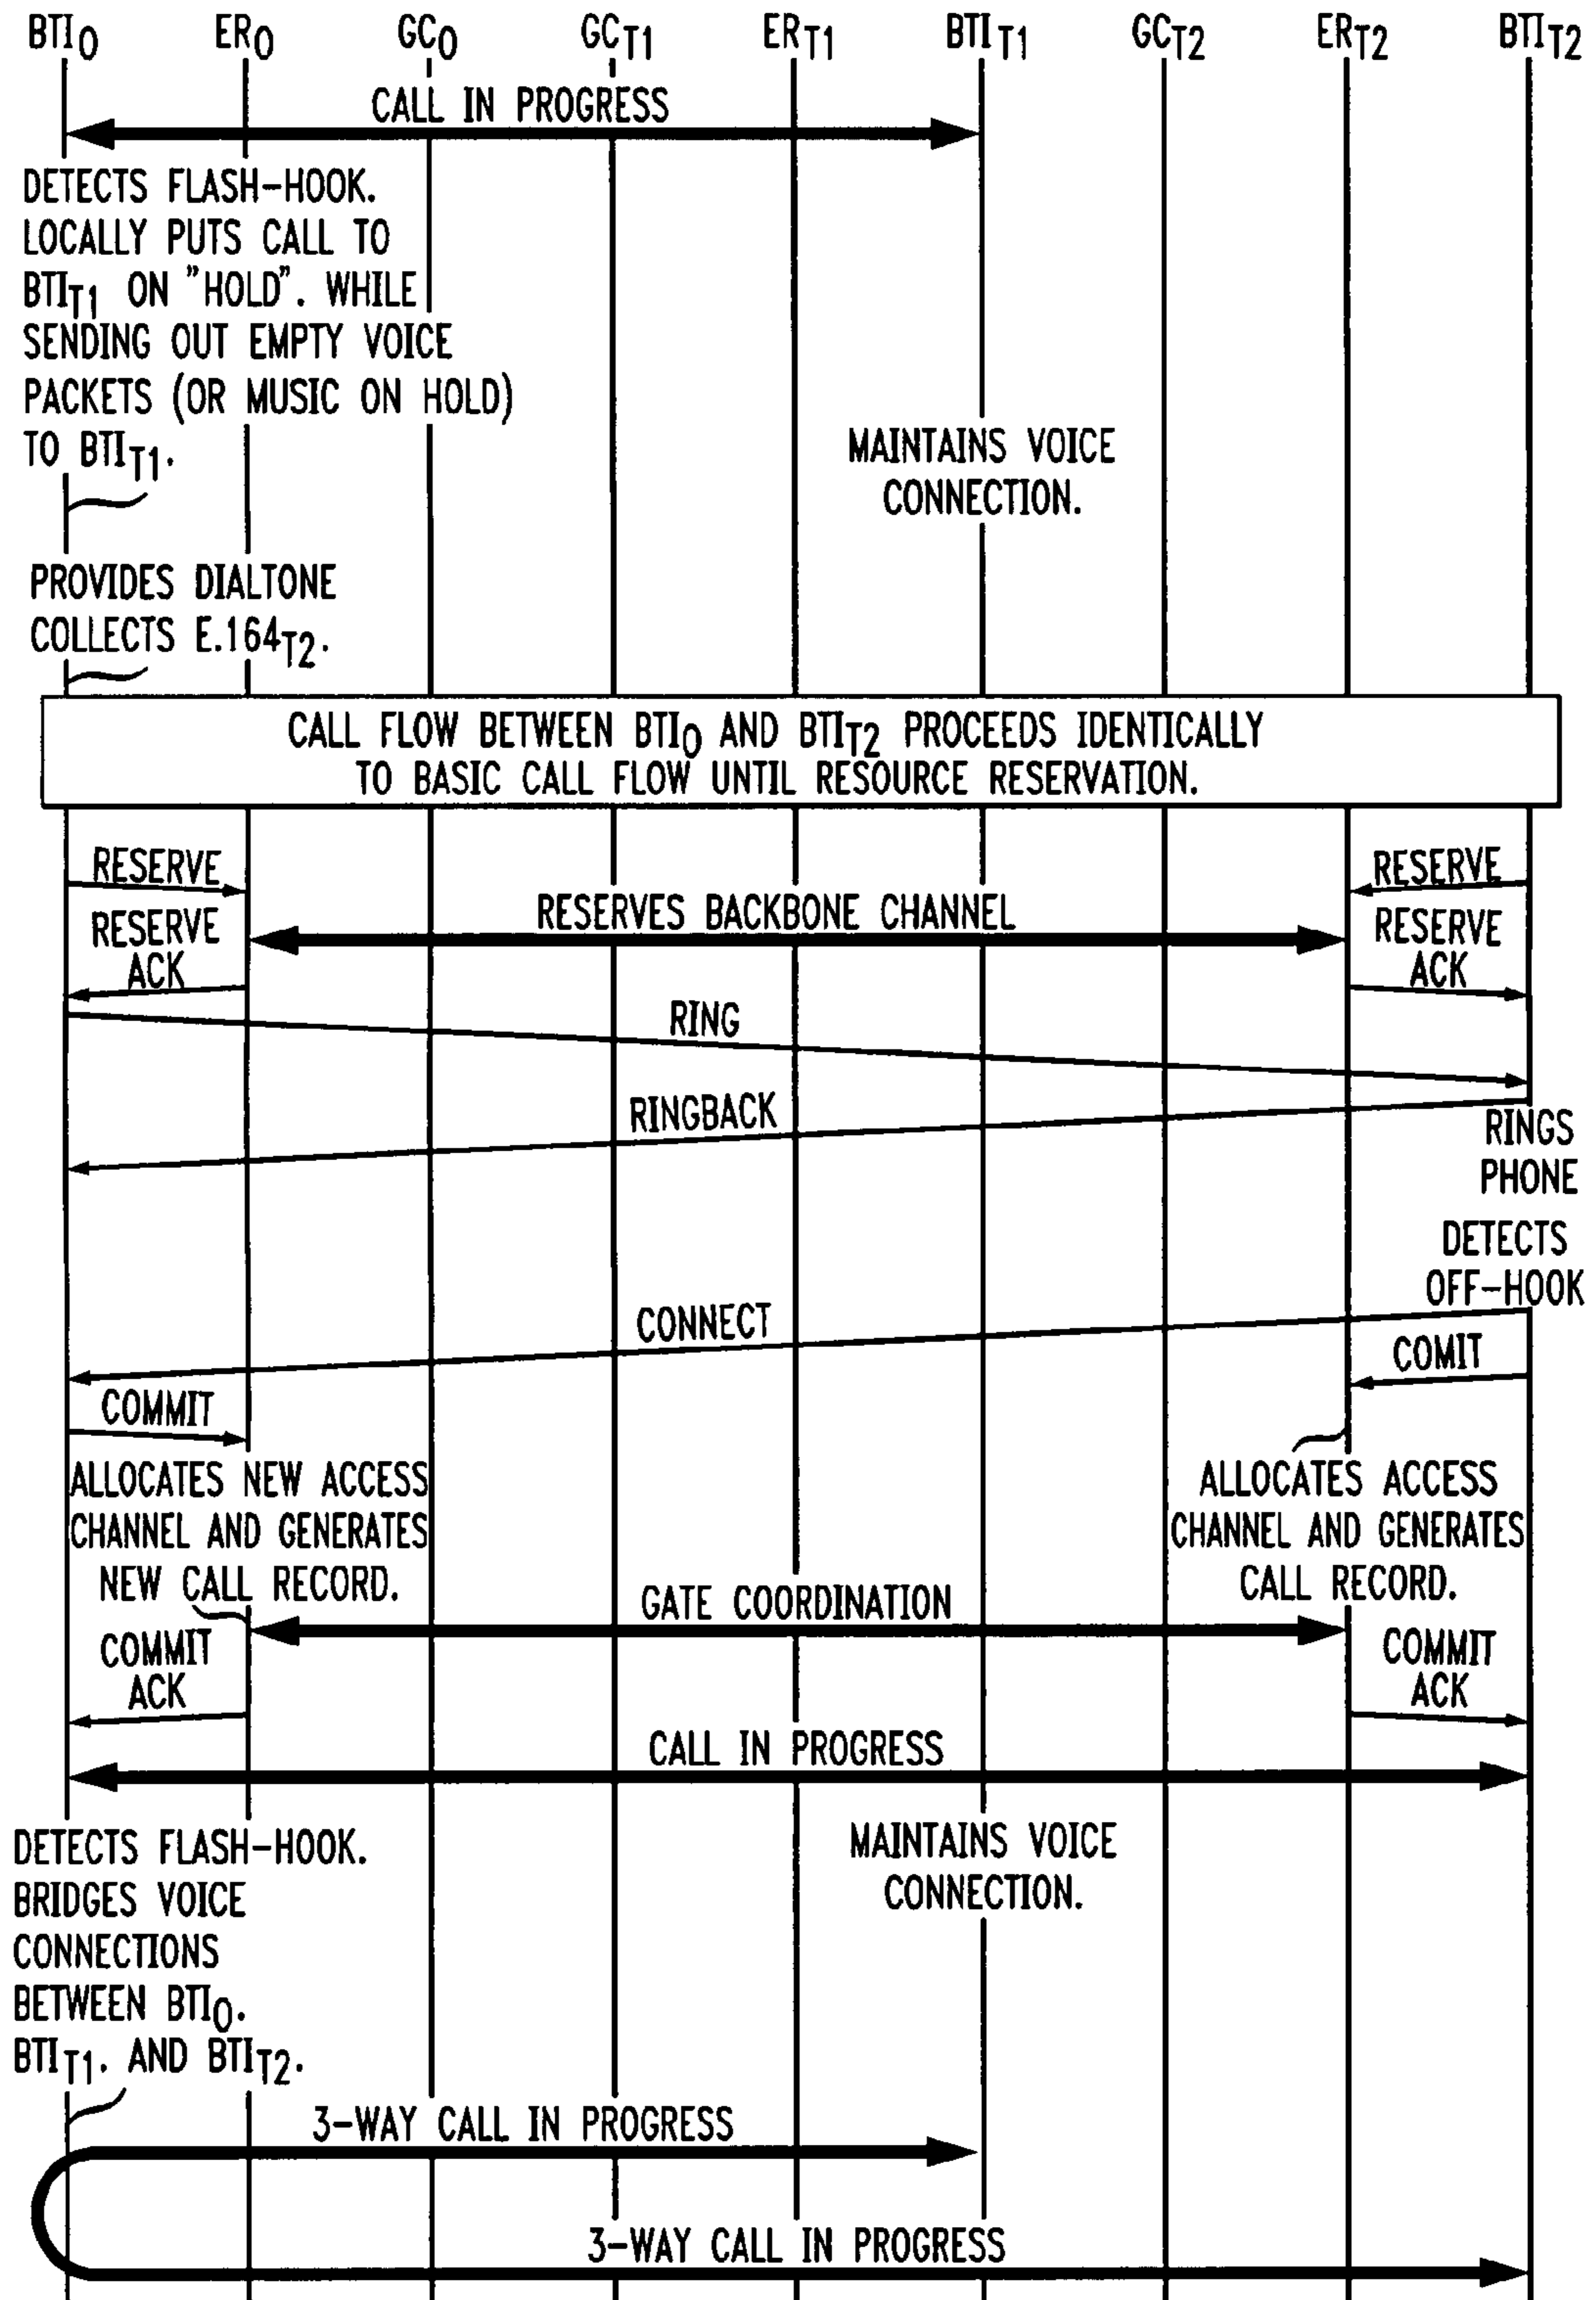 BTIO ERO GCO GCT1 ERT1 BTIT1 GCT2 ERT2 BTIT2
CALL IN PROGRESS
DETECTS FLASH-HOOK.
LOCALLY PUTS CALL TO
BTIT1 ON "HOLD". WHILE
SENDING OUT EMPTY VOICE
PACKETS (OR MUSIC ON HOLD)
TO BTIT1.
MAINTAINS VOICE
CONNECTION.
PROVIDES DIALTONE
COLLECTS E.164T2.
CALL FLOW BETWEEN BTIO AND BTIT2 PROCEEDS IDENTICALLY
TO BASIC CALL FLOW UNTIL RESOURCE RESERVATION.
RESERVE
RESERVE
RESERVES BACKBONE CHANNEL
RESERVE
ACK
RESERVE
ACK
RING
RINGBACK
RINGS
PHONE
DETECTS
OFF-HOOK
CONNECT
COMIT
COMMIT
ALLOCATES NEW ACCESS
CHANNEL AND GENERATES
NEW CALL RECORD.
ALLOCATES ACCESS
CHANNEL AND GENERATES
CALL RECORD.
GATE COORDINATION
COMMIT
ACK
COMMIT
ACK
CALL IN PROGRESS
DETECTS FLASH-HOOK.
BRIDGES VOICE
CONNECTIONS
BETWEEN BTIO.
BTIT1. AND BTIT2.
MAINTAINS VOICE
CONNECTION.
3-WAY CALL IN PROGRESS
3-WAY CALL IN PROGRESS